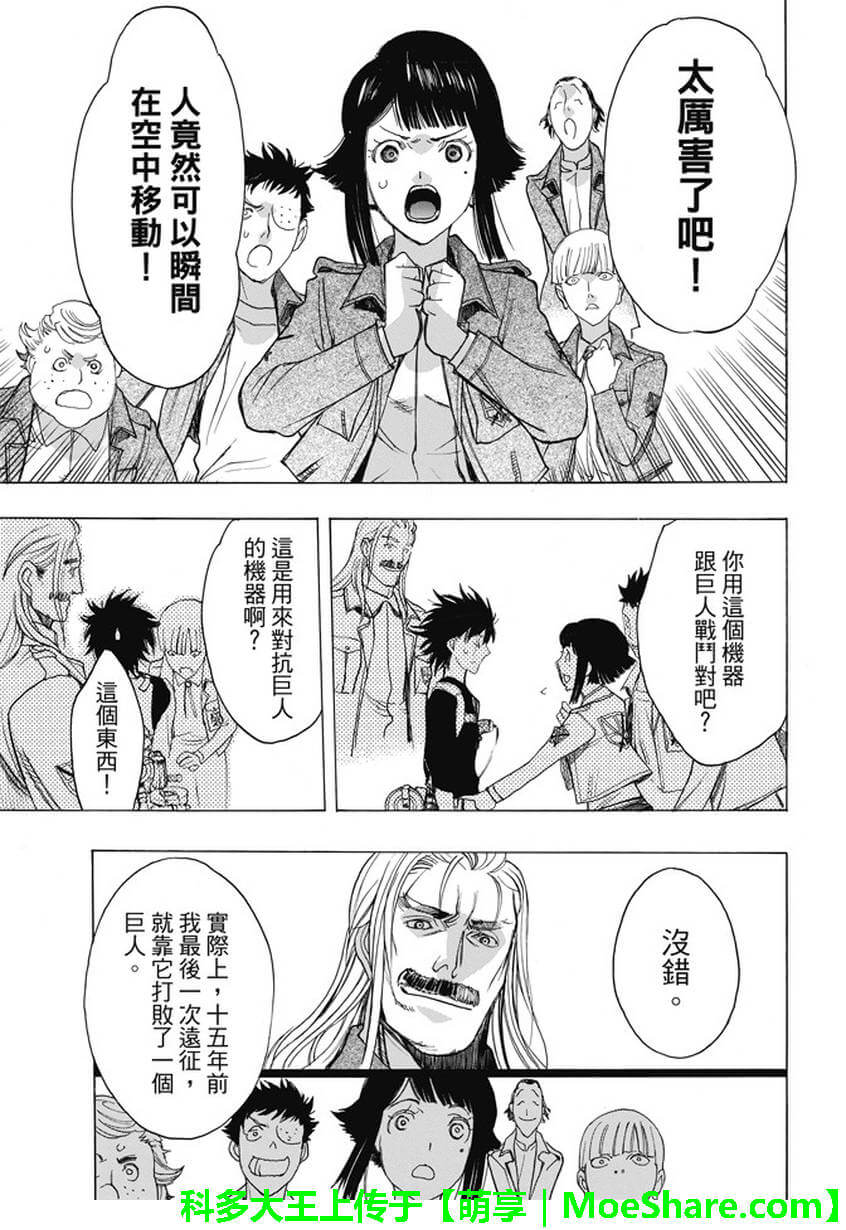 太厲害了吧！
人竟然可以瞬間
在空中移動！
你用這個機器
跟巨人戰鬥對吧？
這是用來對抗巨人
的機器啊？
這個東西！
沒錯。
實際上，十五年前
我最後一次遠征，
就靠它打敗了一個
巨人。
科多大王上传于【萌享｜MoeShare.com】